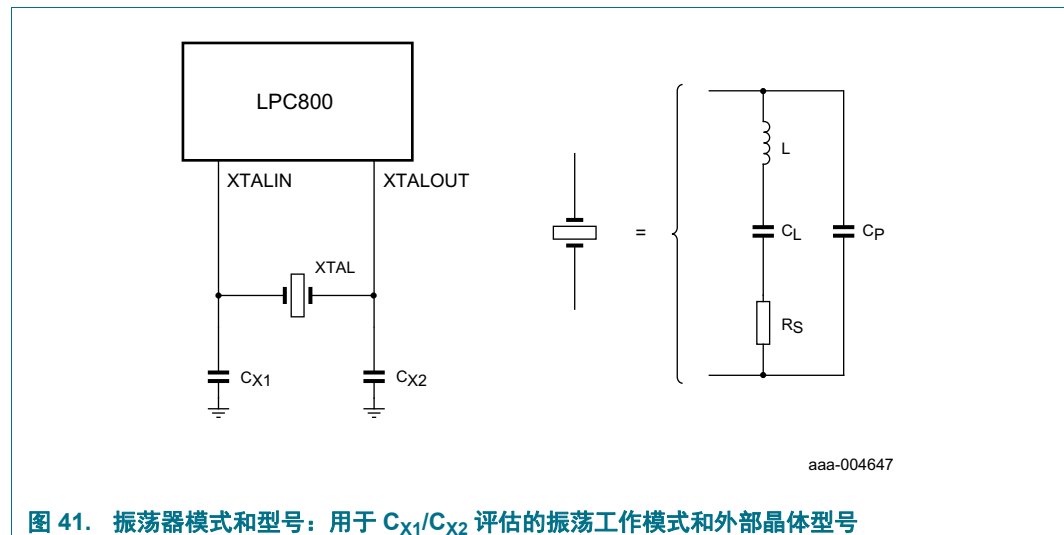 LPC800
XTALIN
XTALOUT
XTAL
CX1
CX2
=
L
CL
CP
RS
aaa-004647
图 41. 振荡器模式和型号：用于 CX1/CX2 评估的振荡工作模式和外部晶体型号